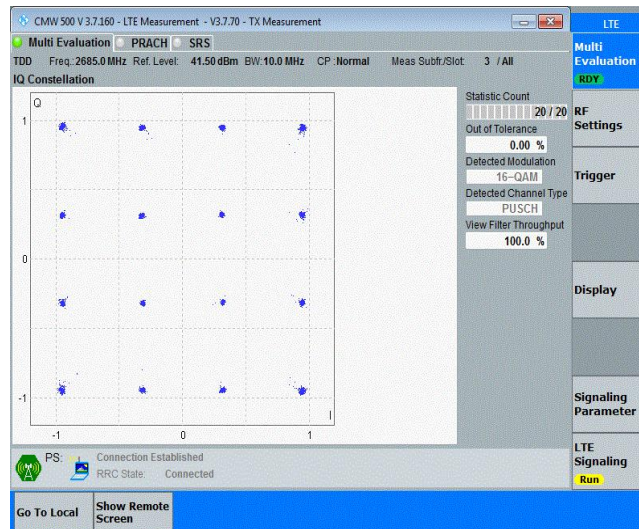 CMW 500 V 3.7.160 - LTE Measurement - V3.7.70 - TX Measurement
LTE
Multi Evaluation PRACH SRS
TDD Freq.:2685.0 MHz Ref. Level: 41.50 dBm BW:10.0 MHz CP :Normal Meas Subfr./Slot: 3 / All
IQ Constellation
Q
1
0
-1
I
-1 0 1
Statistic Count
20 / 20
Out of Tolerance
0.00 %
Detected Modulation
16-QAM
Detected Channel Type
PUSCH
View Filter Throughput
100.0 %
PS:
Connection Established
RRC State: Connected
Multi
Evaluation
RDY
RF
Settings
Trigger
Display
Signaling
Parameter
LTE
Signaling
Run
Go To Local
Show Remote
Screen